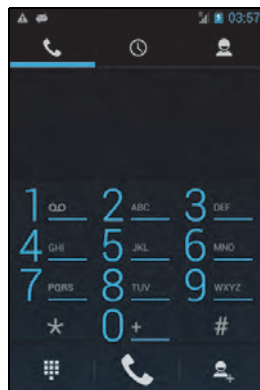 03:57
1 2 ABC 3 DEF
4 GHI 5 JKL 6 MNO
7 PQRS 8 TUV 9 WXYZ
* 0 + #